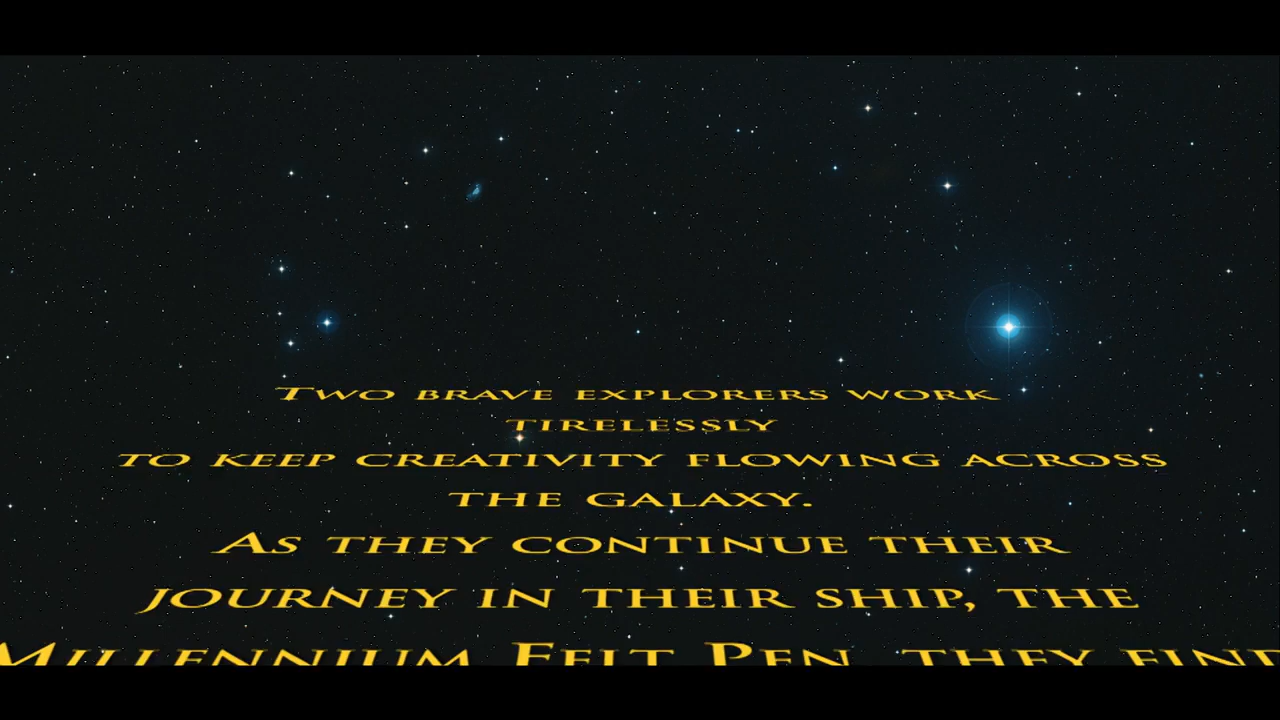 Two brave explorers work
tirelessly
to keep creativity flowing across
the galaxy.
As they continue their
journey in their ship, the
Millennium Felt Pen, they find